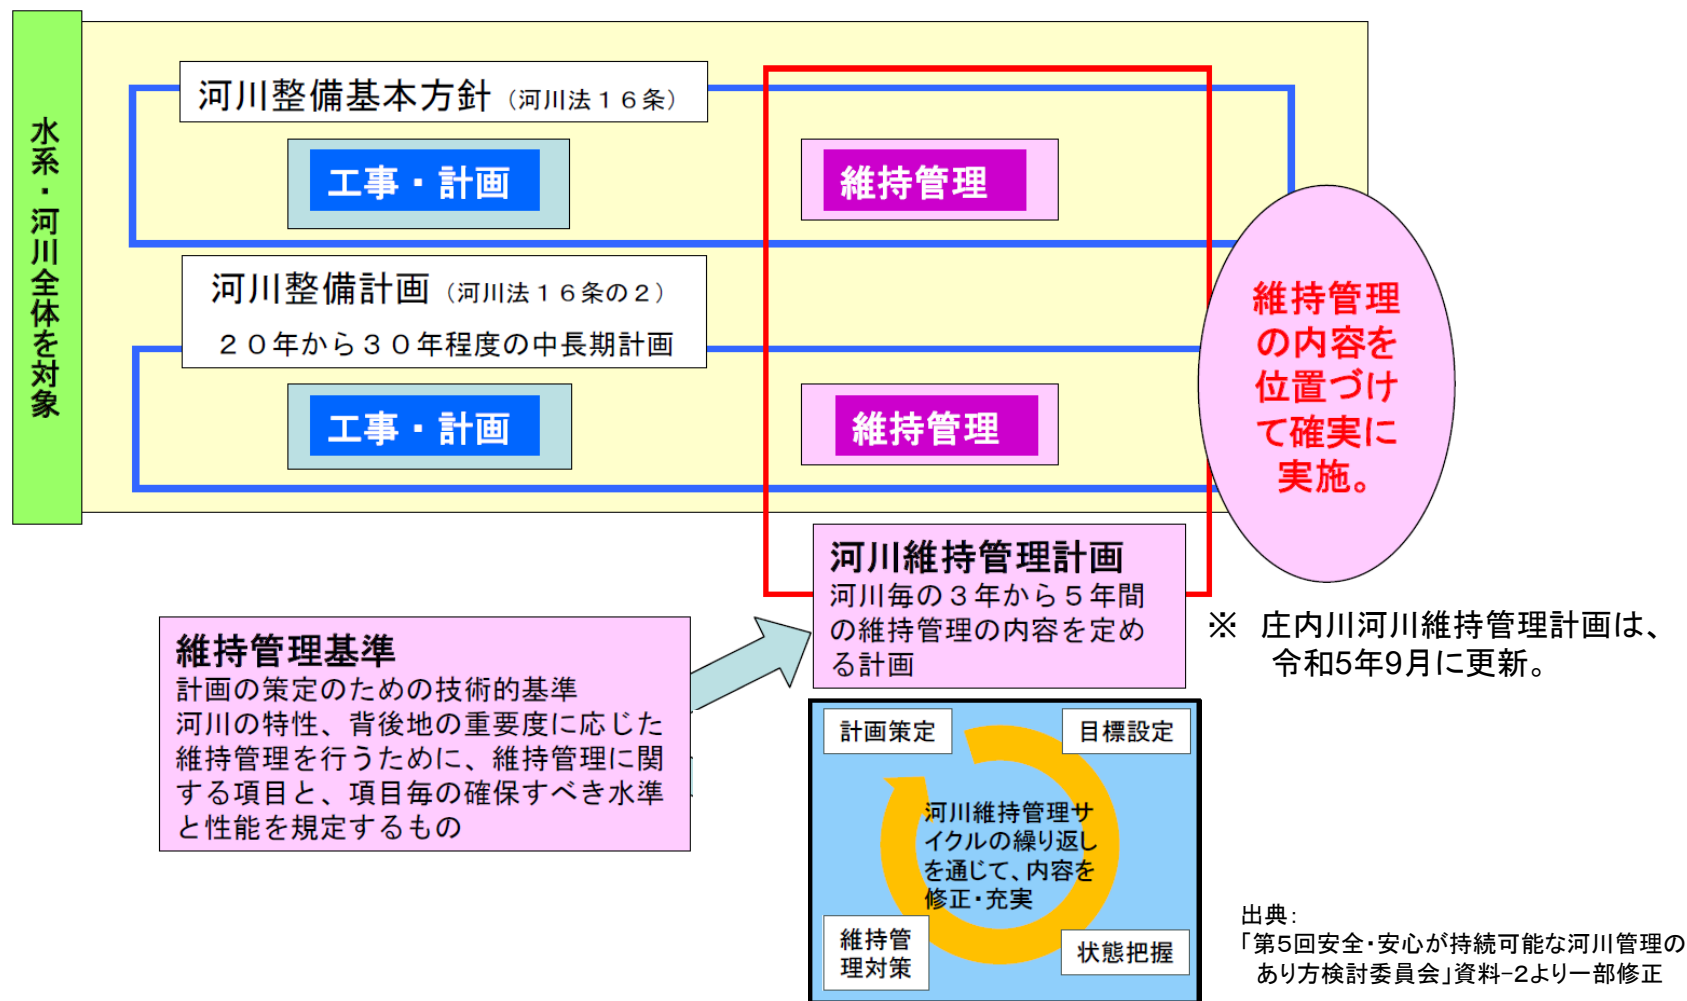 水系・河川全体を対象
河川整備基本方針（河川法１６条）
工事・計画
維持管理
河川整備計画（河川法１６条の２）
２０年から３０年程度の中長期計画
工事・計画
維持管理
維持管理
の内容を
位置づけ
て確実に
実施。
河川維持管理計画
河川毎の３年から５年間
の維持管理の内容を定め
る計画
※　庄内川河川維持管理計画は、
令和5年9月に更新。
維持管理基準
計画の策定のための技術的基準
河川の特性、背後地の重要度に応じた
維持管理を行うために、維持管理に関
する項目と、項目毎の確保すべき水準
と性能を規定するもの
計画策定
目標設定
河川維持管理サ
イクルの繰り返し
を通じて、内容を
修正・充実
維持管
理対策
状態把握
出典：
「第5回安全・安心が持続可能な河川管理の
あり方検討委員会」資料-2より一部修正